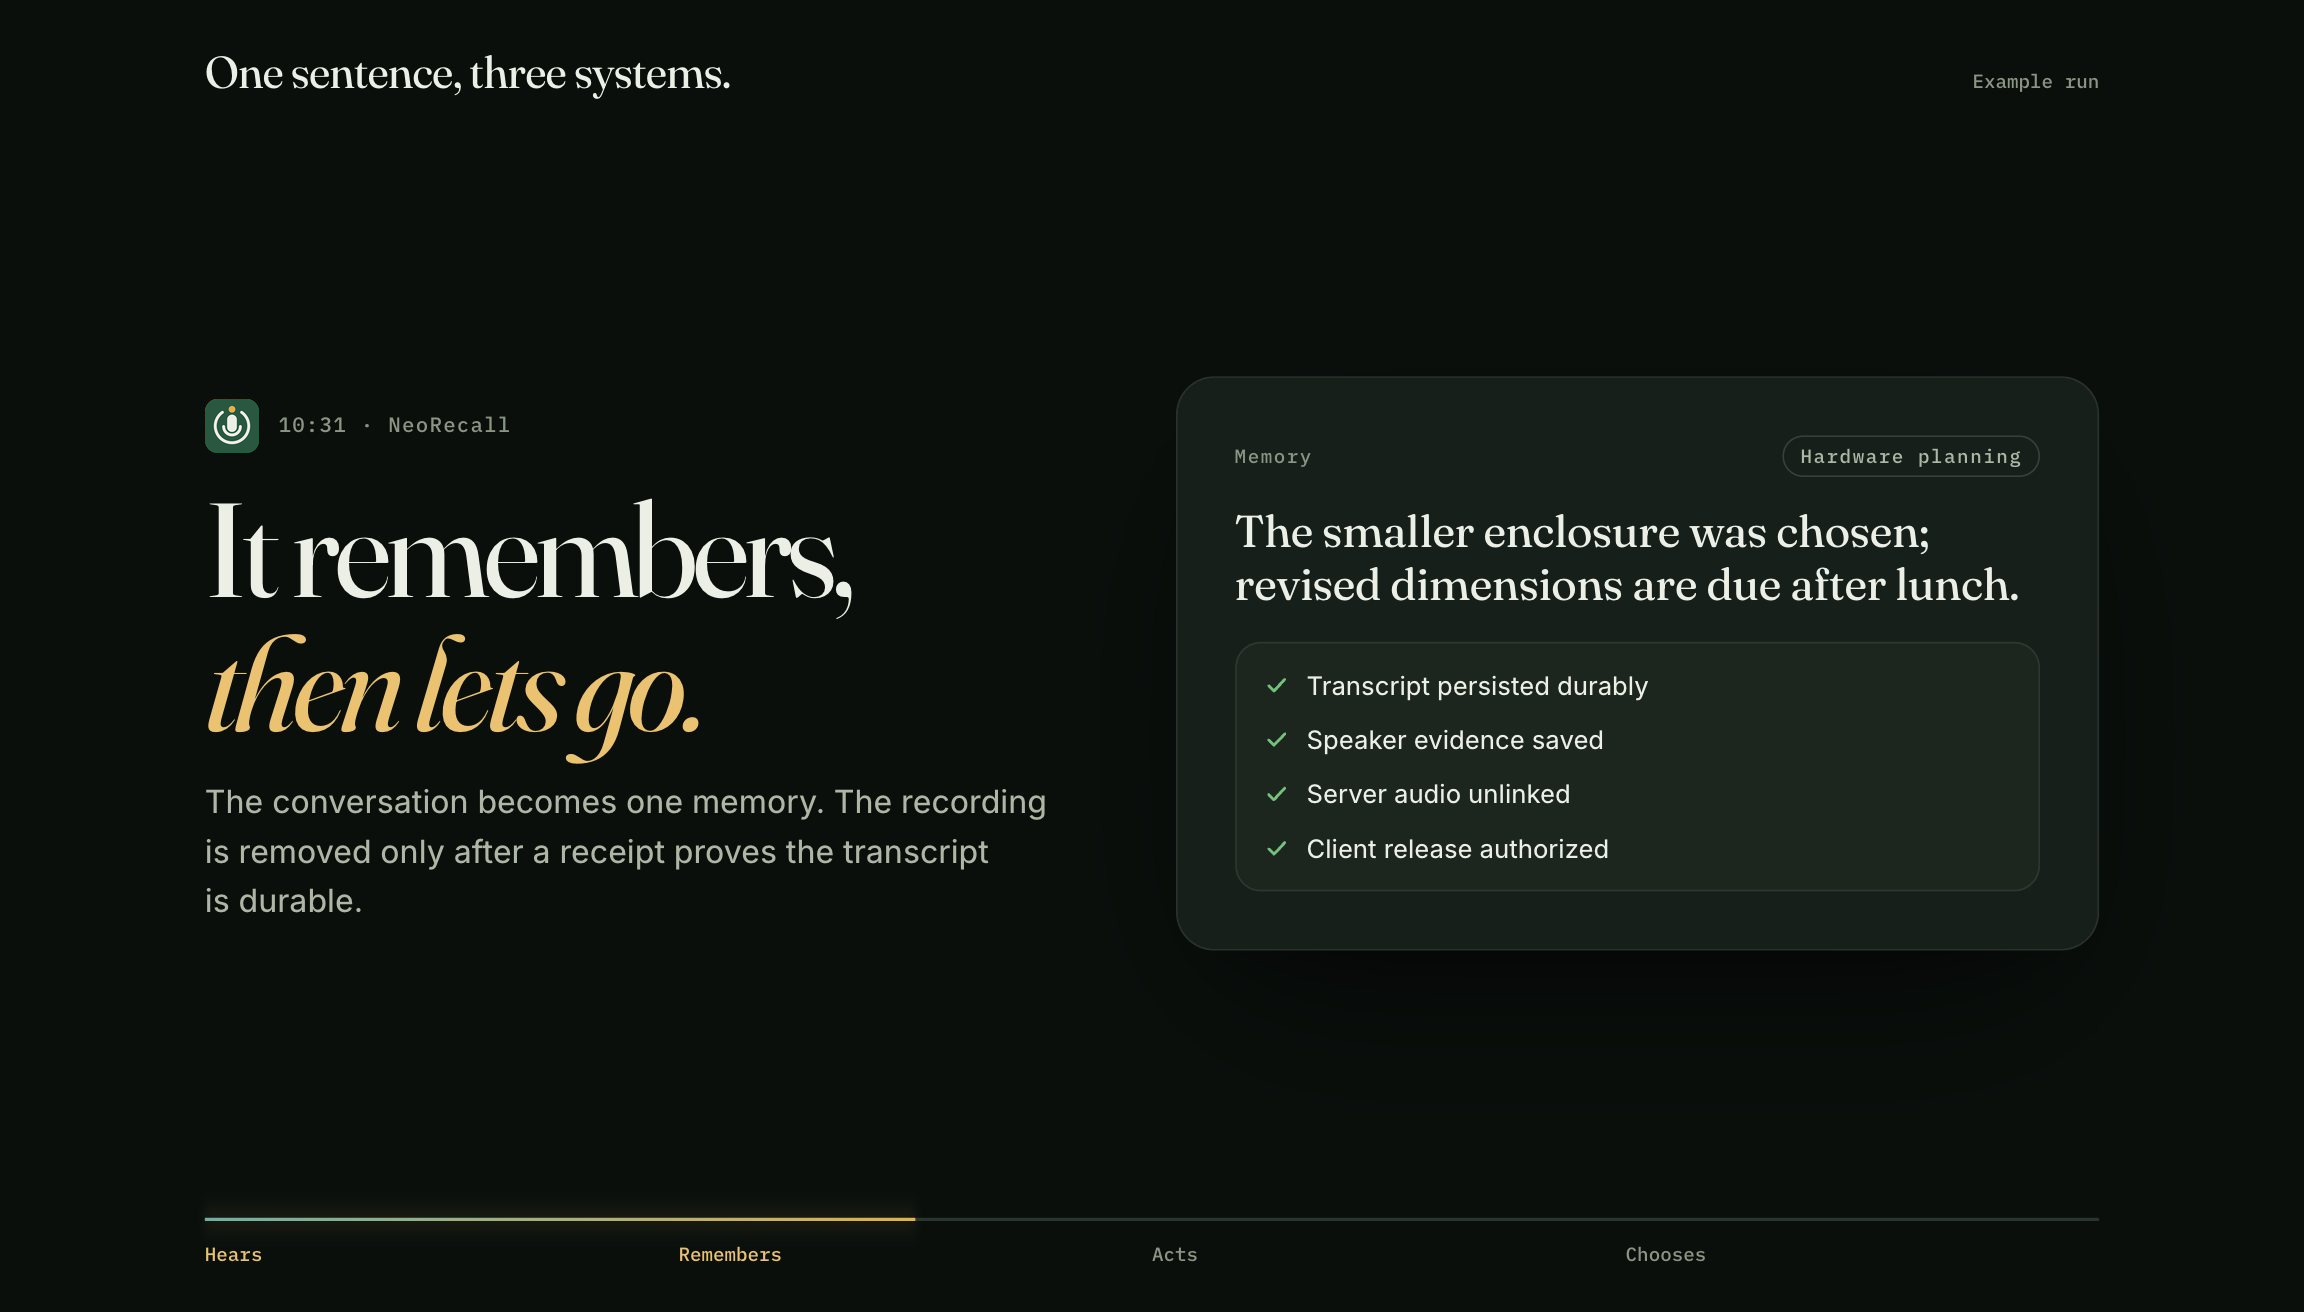 One sentence, three systems.
Example run
10:31 · NeoRecall
It remembers,
then lets go.
The conversation becomes one memory. The recording
is removed only after a receipt proves the transcript
is durable.
Memory
Hardware planning
The smaller enclosure was chosen;
revised dimensions are due after lunch.
Transcript persisted durably
Speaker evidence saved
Server audio unlinked
Client release authorized
Hears
Remembers
Acts
Chooses